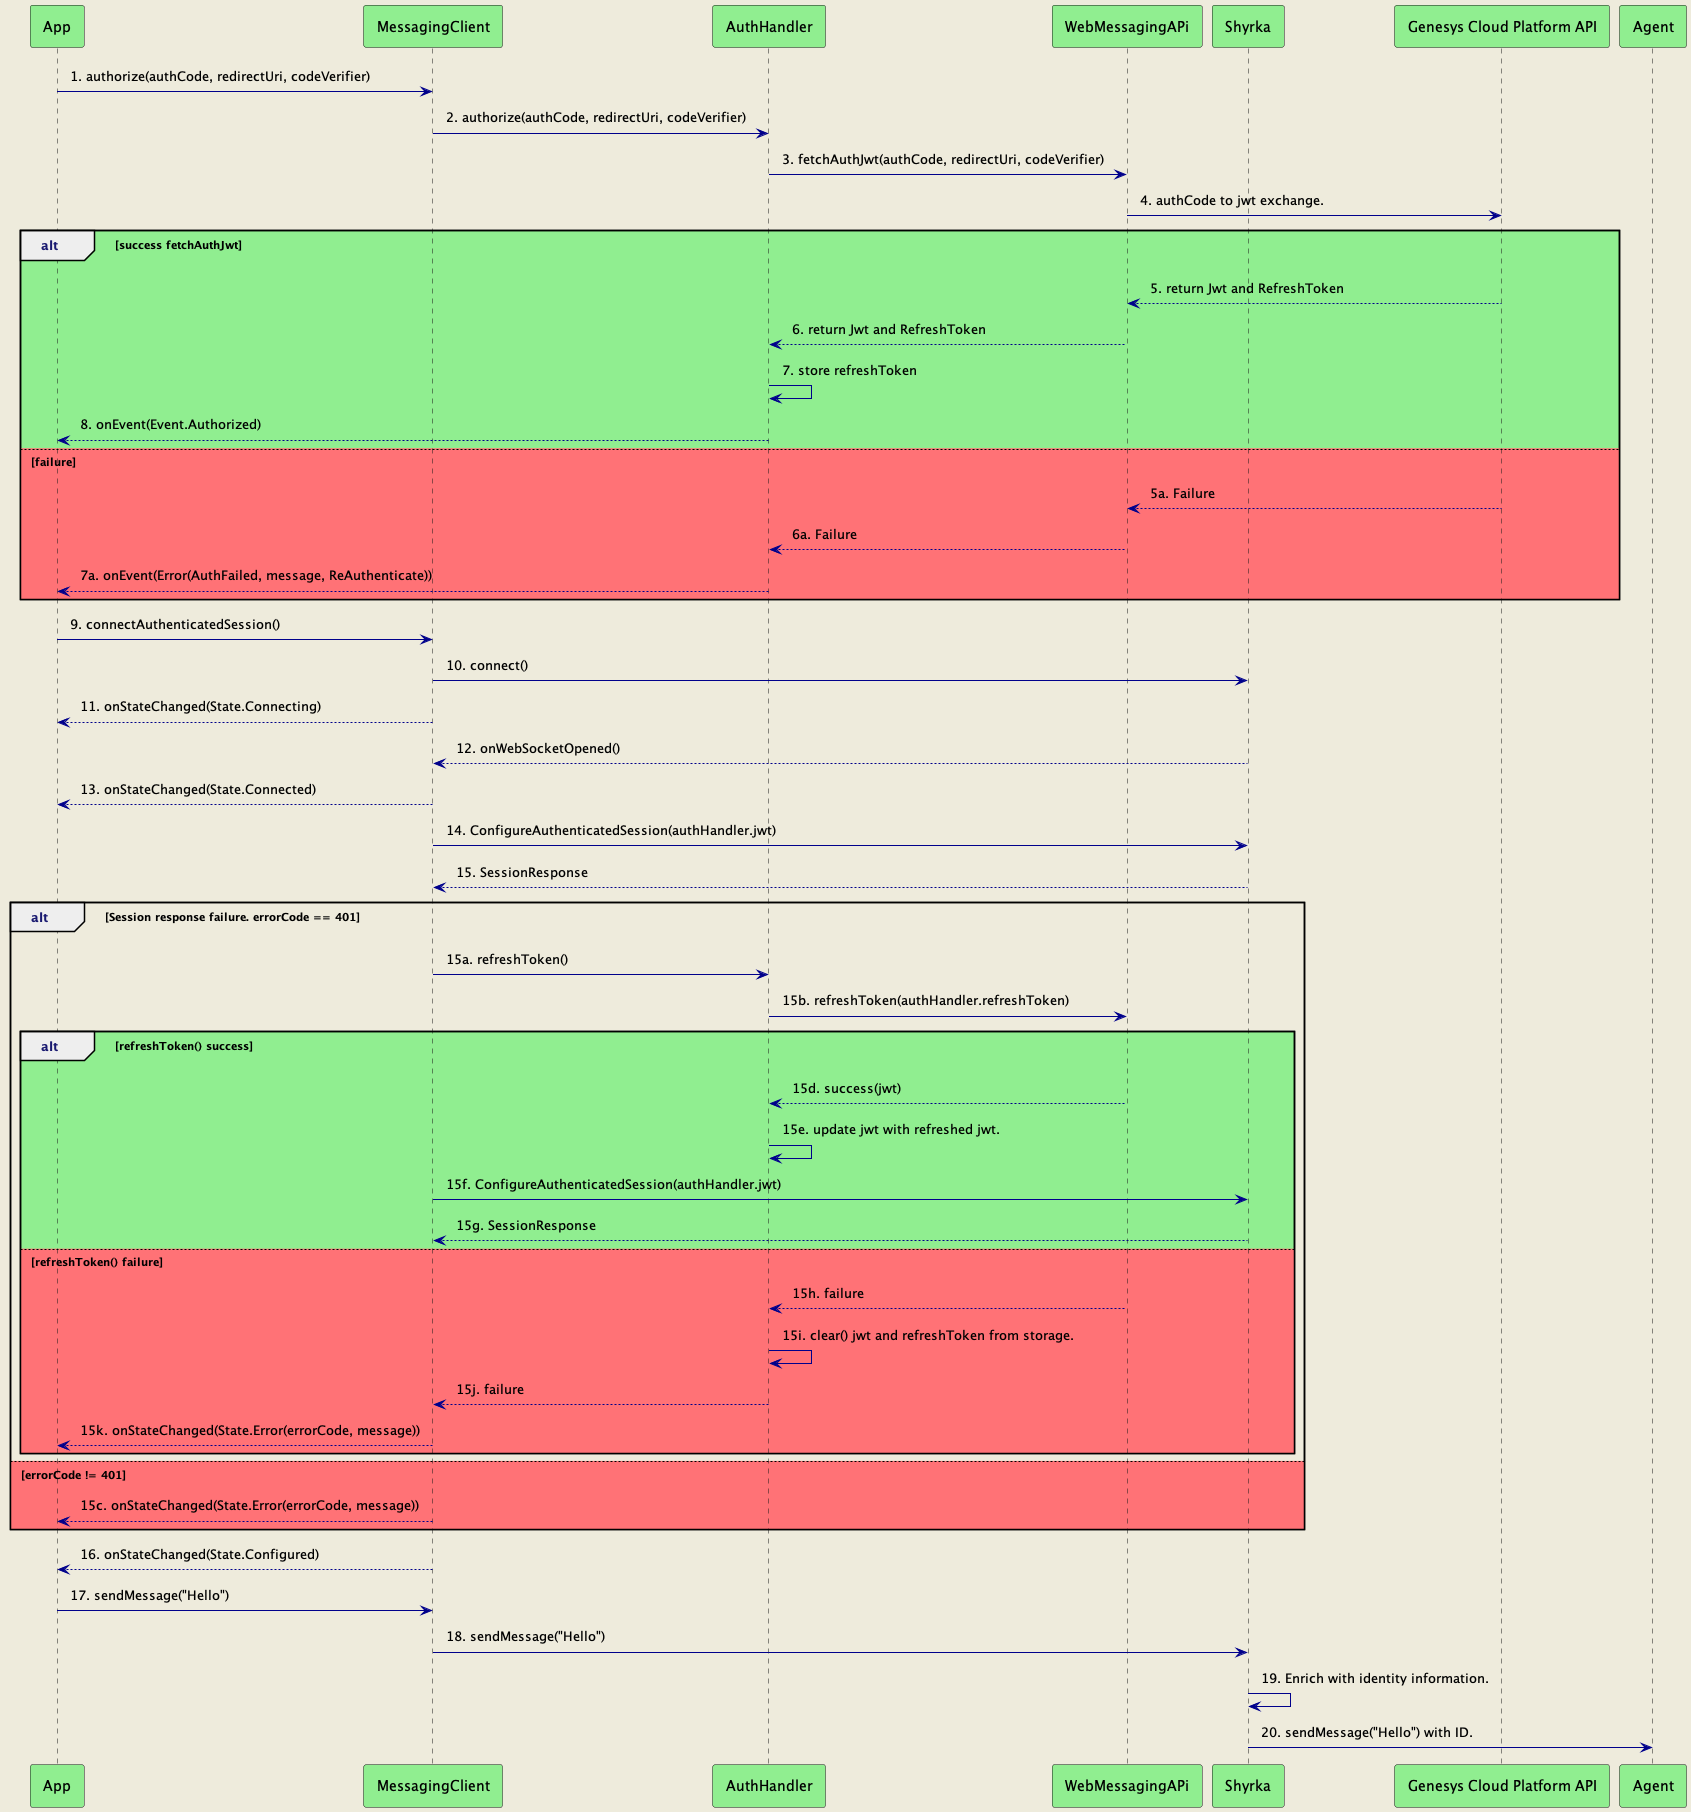 App MessagingClient AuthHandler WebMessagingAPi Shyrka Genesys Cloud Platform API Agent
1. authorize(authCode, redirectUri, codeVerifier)
2. authorize(authCode, redirectUri, codeVerifier)
3. fetchAuthJwt(authCode, redirectUri, codeVerifier)
4. authCode to jwt exchange.
alt [success fetchAuthJwt]
5. return Jwt and RefreshToken
6. return Jwt and RefreshToken
7. store refreshToken
8. onEvent(Event.Authorized)
[failure]
5a. Failure
6a. Failure
7a. onEvent(Error(AuthFailed, message, ReAuthenticate))
9. connectAuthenticatedSession()
10. connect()
11. onStateChanged(State.Connecting)
12. onWebSocketOpened()
13. onStateChanged(State.Connected)
14. ConfigureAuthenticatedSession(authHandler.jwt)
15. SessionResponse
alt [Session response failure. errorCode == 401]
15a. refreshToken()
15b. refreshToken(authHandler.refreshToken)
alt [refreshToken() success]
15d. success(jwt)
15e. update jwt with refreshed jwt.
15f. ConfigureAuthenticatedSession(authHandler.jwt)
15g. SessionResponse
[refreshToken() failure]
15h. failure
15i. clear() jwt and refreshToken from storage.
15j. failure
15k. onStateChanged(State.Error(errorCode, message))
[errorCode != 401]
15c. onStateChanged(State.Error(errorCode, message))
16. onStateChanged(State.Configured)
17. sendMessage("Hello")
18. sendMessage("Hello")
19. Enrich with identity information.
20. sendMessage("Hello") with ID.
App MessagingClient AuthHandler WebMessagingAPi Shyrka Genesys Cloud Platform API Agent